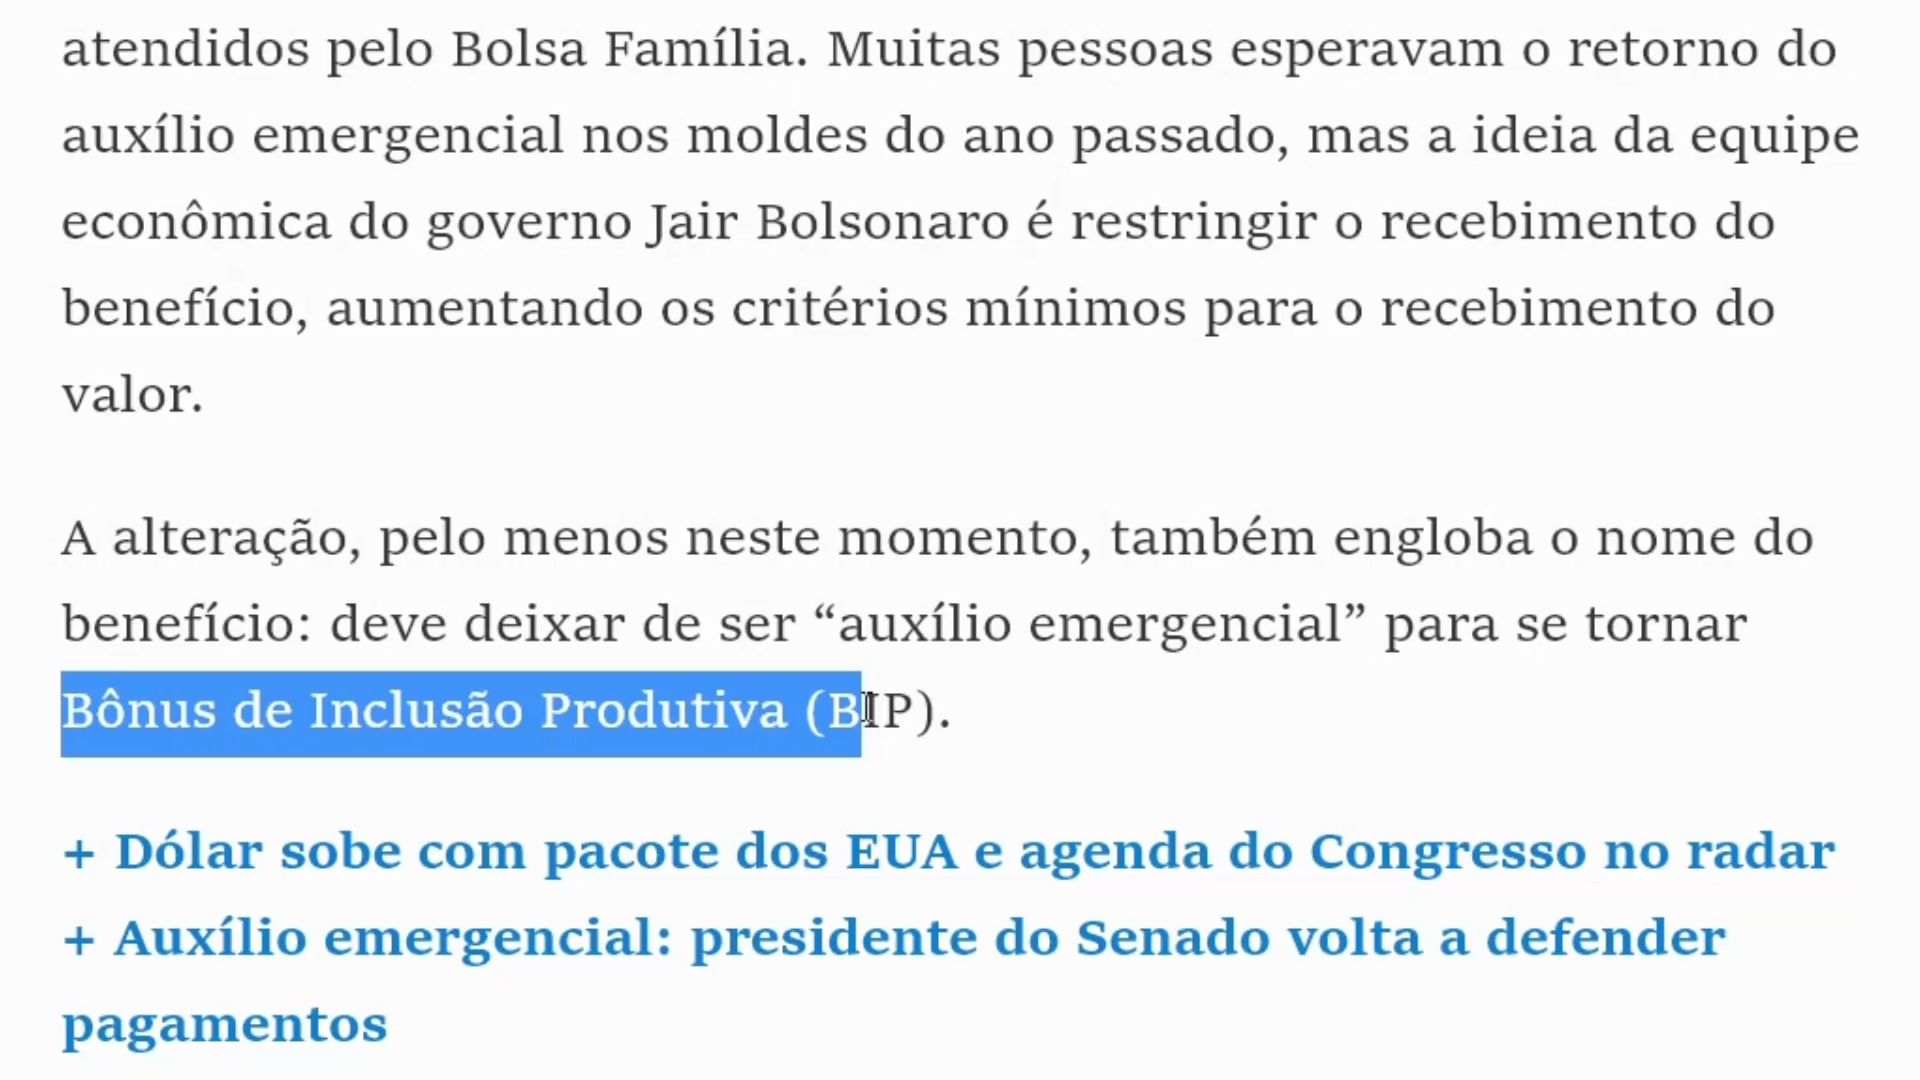 atendidos pelo Bolsa Família. Muitas pessoas esperavam o retorno do
auxílio emergencial nos moldes do ano passado, mas a ideia da equipe
econômica do governo Jair Bolsonaro é restringir o recebimento do
benefício, aumentando os critérios mínimos para o recebimento do
valor.
A alteração, pelo menos neste momento, também engloba o nome do
benefício: deve deixar de ser “auxílio emergencial” para se tornar
Bônus de Inclusão Produtiva (BIP).
+ Dólar sobe com pacote dos EUA e agenda do Congresso no radar
+ Auxílio emergencial: presidente do Senado volta a defender
pagamentos